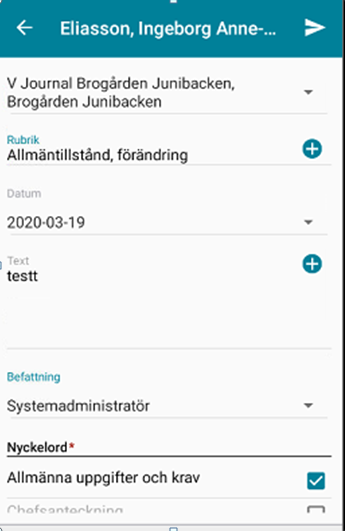 Eliasson, Ingeborg Anne-...
V Journal Brogården Junibacken,
Brogården Junibacken
Rubrik
Allmäntillstånd, förändring
Datum
2020-03-19
Text
testt
Befattning
Systemadministratör
Nyckelord*
Allmänna uppgifter och krav
Chefsanteckning